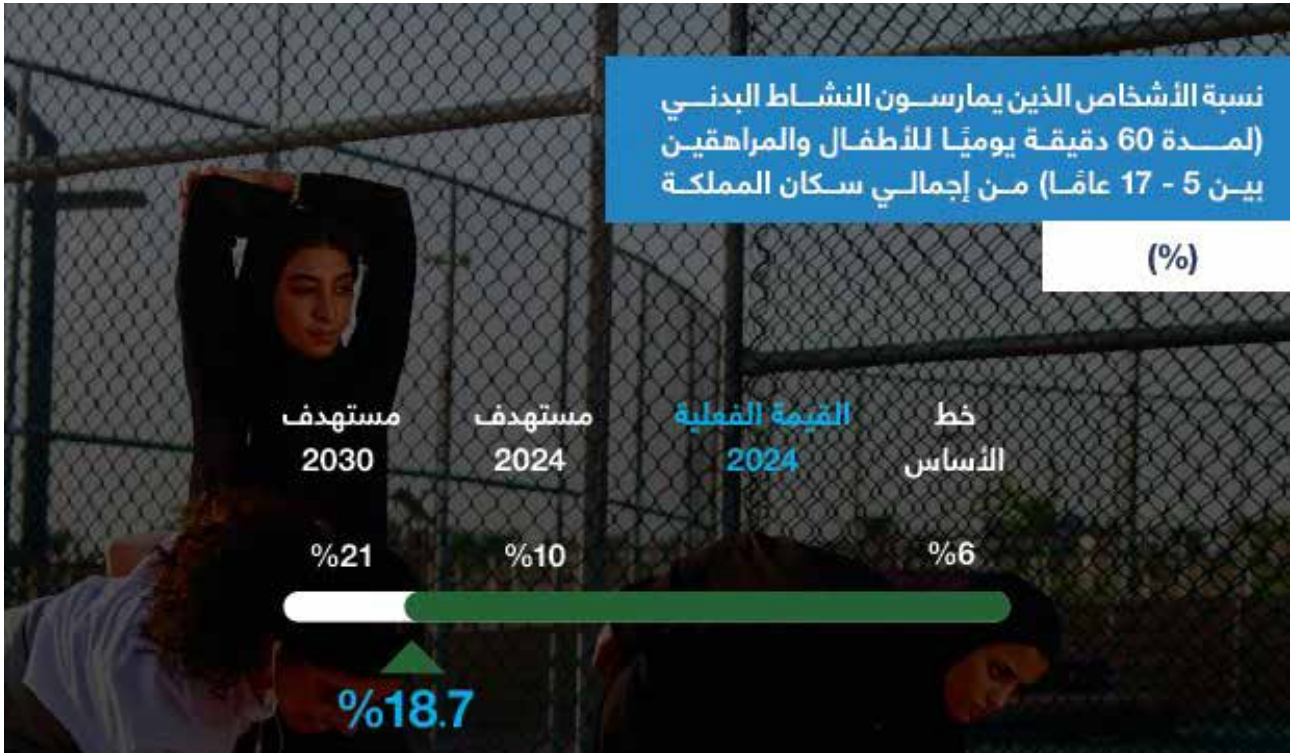 نسبة الأشخاص الذين يمارسون النشاط البدني
(لمدة 60 دقيقة يوميًا للأطفال والمراهقين
بين 5 - 17 عامًا) من إجمالي سكان المملكة
(%)
خط
الأساس
القيمة الفعلية
2024
مستهدف
2024
مستهدف
2030
%6
%10
%21
%18.7